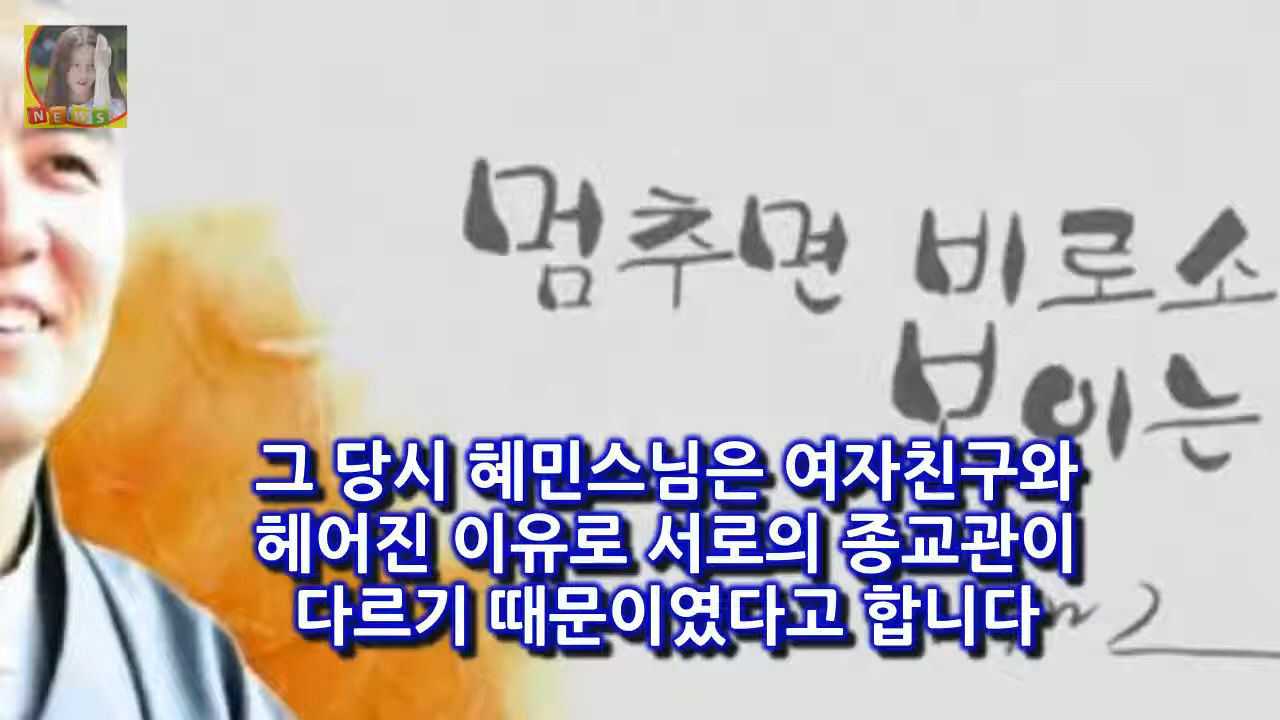 NEWS
멈추면 비로소
보이는
그 당시 혜민스님은 여자친구와
헤어진 이유로 서로의 종교관이
다르기 때문이였다고 합니다